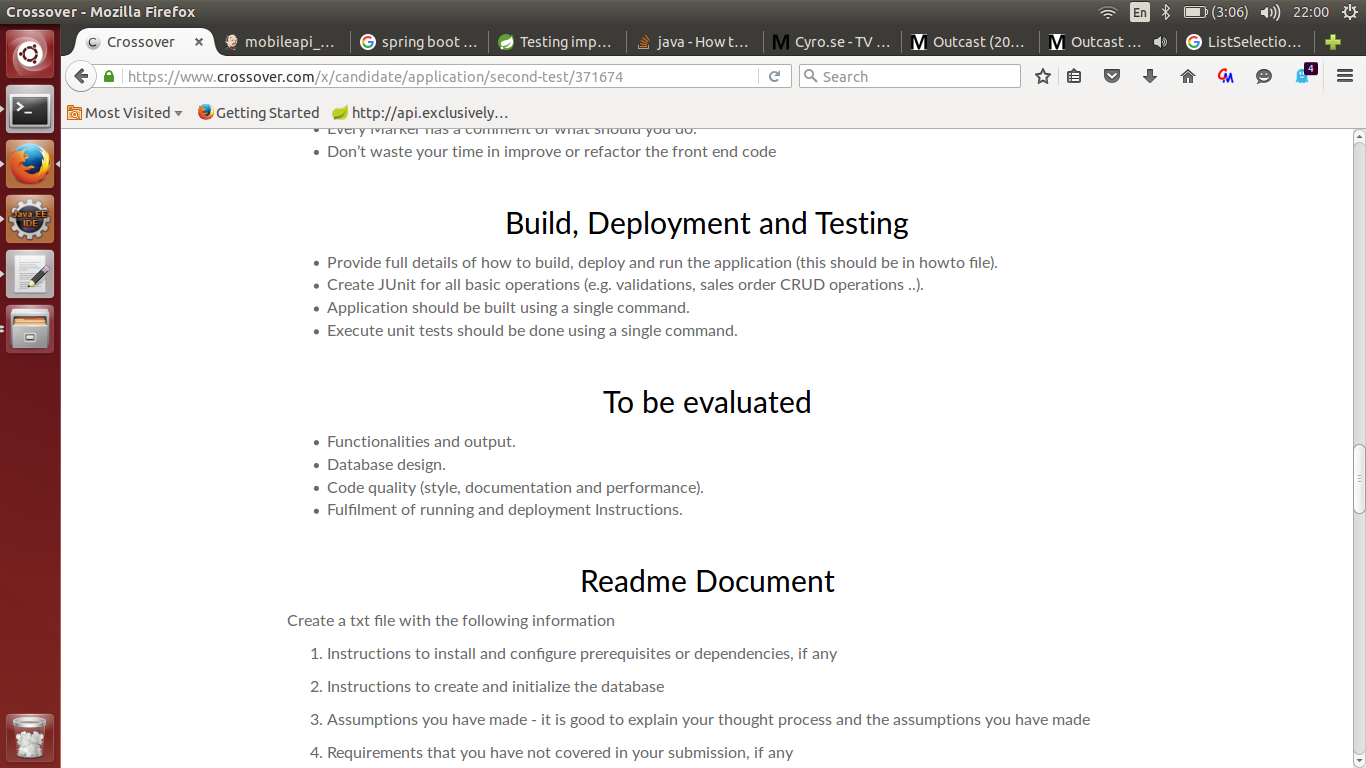 Crossover - Mozilla Firefox
En
(3:06)
22:00
Crossover
mobileapi_...
spring boot ...
Testing imp...
java - How t...
Cyro.se - TV ...
Outcast (20...
Outcast ...
ListSelectio...
https://www.crossover.com/x/candidate/application/second-test/371674
Search
4
Most Visited
Getting Started
http://api.exclusively...
Every Marker has a comment of what should you do.
• Don't waste your time in improve or refactor the front end code
Build, Deployment and Testing
• Provide full details of how to build, deploy and run the application (this should be in howto file).
• Create JUnit for all basic operations (e.g. validations, sales order CRUD operations ..).
• Application should be built using a single command.
• Execute unit tests should be done using a single command.
To be evaluated
• Functionalities and output.
• Database design.
• Code quality (style, documentation and performance).
• Fulfilment of running and deployment Instructions.
Readme Document
Create a txt file with the following information
1. Instructions to install and configure prerequisites or dependencies, if any
2. Instructions to create and initialize the database
3. Assumptions you have made - it is good to explain your thought process and the assumptions you have made
4. Requirements that you have not covered in your submission, if any
Java EE
IDE